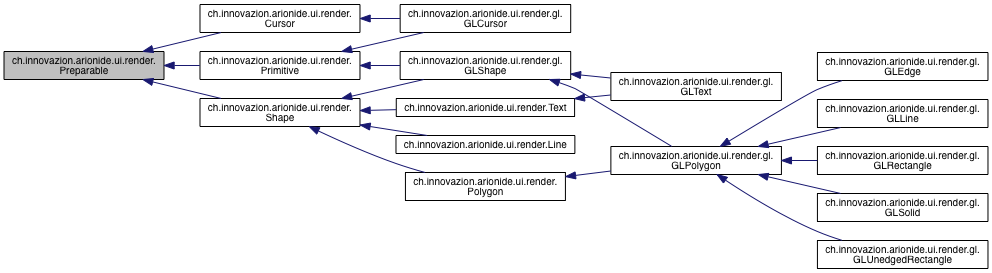 ch.innovazion.arionide.ui.render.
Preparable
ch.innovazion.arionide.ui.render.
Cursor
ch.innovazion.arionide.ui.render.
Primitive
ch.innovazion.arionide.ui.render.
Shape
ch.innovazion.arionide.ui.render.gl.
GLCursor
ch.innovazion.arionide.ui.render.gl.
GLShape
ch.innovazion.arionide.ui.render.Text
ch.innovazion.arionide.ui.render.Line
ch.innovazion.arionide.ui.render.
Polygon
ch.innovazion.arionide.ui.render.gl.
GLText
ch.innovazion.arionide.ui.render.gl.
GLPolygon
ch.innovazion.arionide.ui.render.gl.
GLEdge
ch.innovazion.arionide.ui.render.gl.
GLLine
ch.innovazion.arionide.ui.render.gl.
GLRectangle
ch.innovazion.arionide.ui.render.gl.
GLSolid
ch.innovazion.arionide.ui.render.gl.
GLUnedgedRectangle